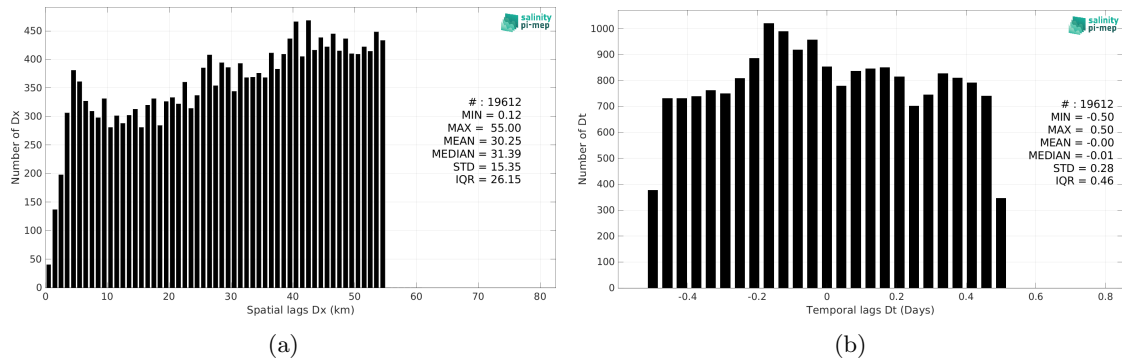 salinity
pi-mep
Number of Dx
450
400
350
300
250
200
150
100
50
0
# : 19612
MIN = 0.12
MAX = 55.00
MEAN = 30.25
MEDIAN = 31.39
STD = 15.35
IQR = 26.15
0 10 20 30 40 50 60 70 80
Spatial lags Dx (km)
(a)
salinity
pi-mep
Number of Dt
1000
900
800
700
600
500
400
300
200
100
0
# : 19612
MIN = -0.50
MAX = 0.50
MEAN = -0.00
MEDIAN = -0.01
STD = 0.28
IQR = 0.46
-0.4 -0.2 0 0.2 0.4 0.6 0.8
Temporal lags Dt (Days)
(b)